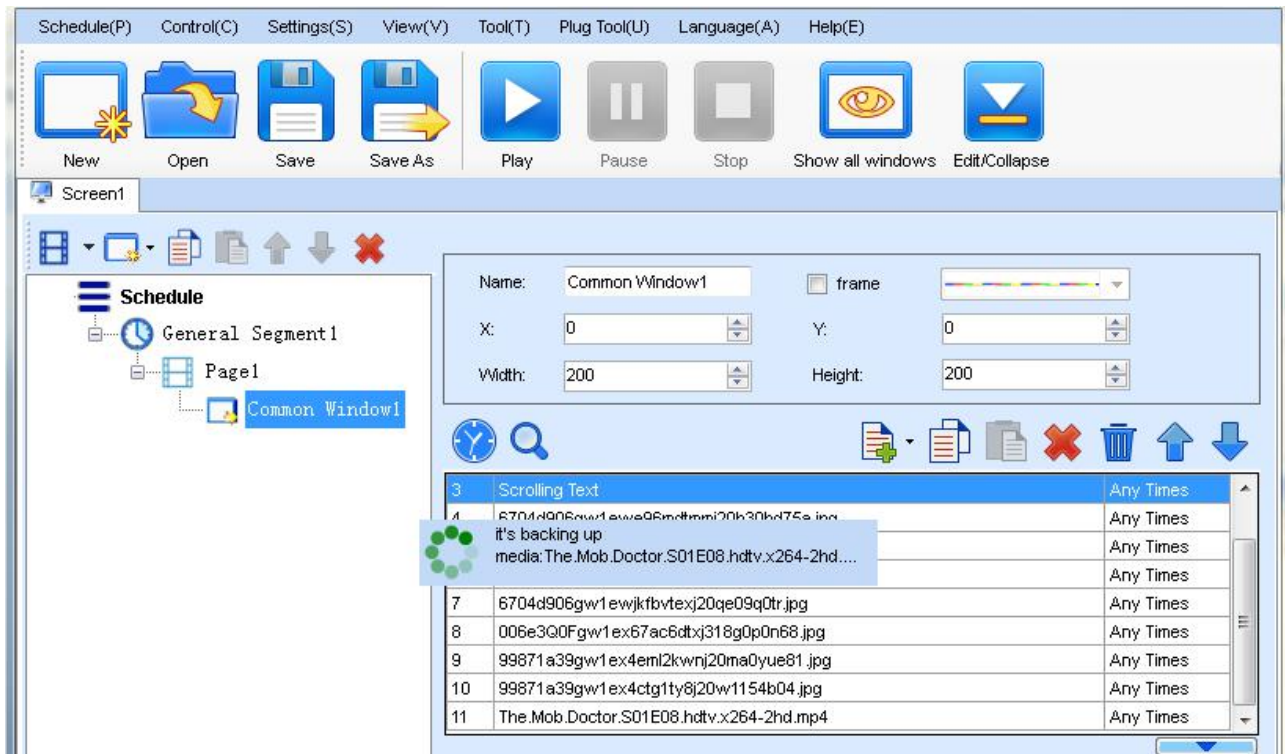 Schedule(P) Control(C) Settings(S) View(V) Tool(T) Plug Tool(U) Language(A) Help(E)
New Open Save Save As Play Pause Stop Show all windows Edit/Collapse
Screen1
Schedule
General Segment1
Page1
Common Window1
Name: Common Window1 frame
X: 0 Y: 0
Width: 200 Height: 200
3 Scrolling Text Any Times
4 Any Times
it's backing up
media:The.Mob.Doctor.S01E08.hdtv.x264-2hd....
Any Times
Any Times
7 6704d906gw1ewjkfbvtexj20qe09q0tr.jpg Any Times
8 006e3Q0Fgw1ex67ac6dtxj318g0p0n68.jpg Any Times
9 99871a39gw1ex4eml2kwnj20ma0yue81.jpg Any Times
10 99871a39gw1ex4ctg1ty8j20w1154b04.jpg Any Times
11 The.Mob.Doctor.S01E08.hdtv.x264-2hd.mp4 Any Times